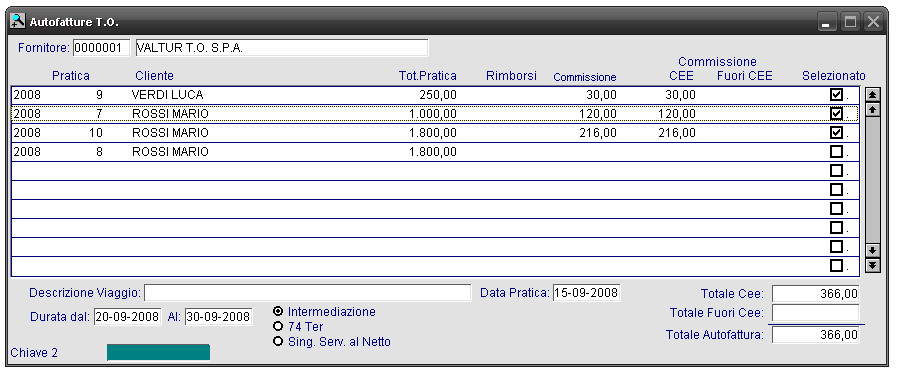 Autofatture T.O.
Fornitore: 0000001 VALTUR T.O. S.P.A.
Commissione
Pratica Cliente Tot.Pratica Rimborsi Commissione CEE Fuori CEE Selezionato
2008 9 VERDI LUCA 250,00 30,00 30,00
2008 7 ROSSI MARIO 1.000,00 120,00 120,00
2008 10 ROSSI MARIO 1.800,00 216,00 216,00
2008 8 ROSSI MARIO 1.800,00
Descrizione Viaggio: Data Pratica: 15-09-2008 Totale Cee: 366,00
Durata dal: 20-09-2008 Al: 30-09-2008 Intermediazione Totale Fuori Cee:
74 Ter
Sing. Serv. al Netto Totale Autofattura: 366,00
Chiave 2